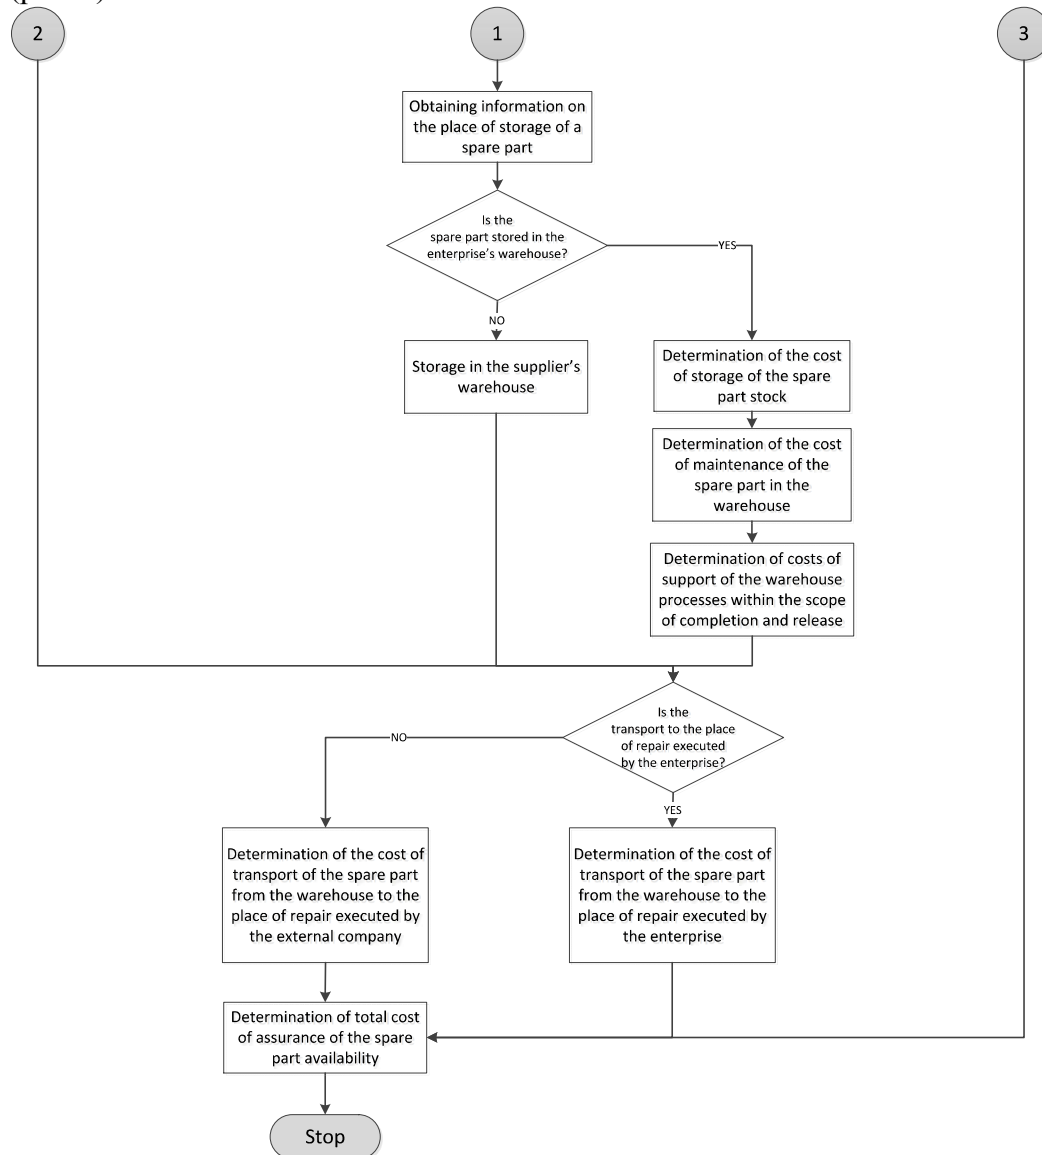 2
1
3
Obtaining information on
the place of storage of a
spare part
Is the
spare part stored in the
enterprise's warehouse?
YES
NO
Storage in the supplier's
warehouse
Determination of the cost
of storage of the spare
part stock
Determination of the cost
of maintenance of the
spare part in the
warehouse
Determination of costs of
support of the warehouse
processes within the scope
of completion and release
Is the
transport to the place
of repair executed
by the enterprise?
NO
YES
Determination of the cost of
transport of the spare part
from the warehouse to the
place of repair executed by
the external company
Determination of the cost of
transport of the spare part
from the warehouse to the
place of repair executed by
the enterprise
Determination of total cost
of assurance of the spare
part availability
Stop